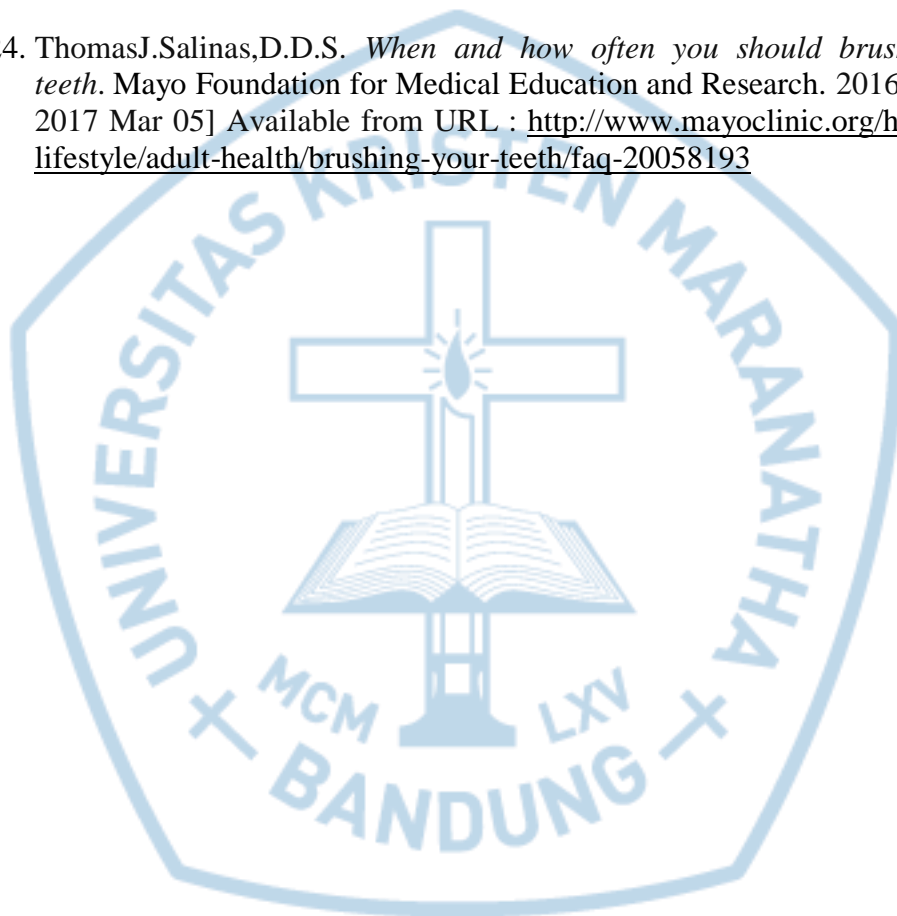 4. ThomasJ.Salinas,D.D.S. When and how often you should brus
teeth. Mayo Foundation for Medical Education and Research. 2016
2017 Mar 05] Available from URL : http://www.mayoclinic.org/h
lifestyle/adult-health/brushing-your-teeth/faq-20058193
UNIVERSITAS KRISTEN MARANATHA
MCM LXV
BANDUNG